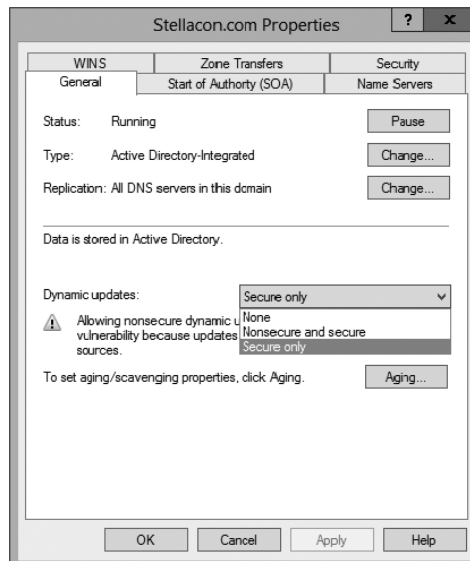 Stellacon.com Properties
? x
WINS Zone Transfers Security
General Start of Authorty (SOA) Name Servers
Status: Running Pause
Type: Active Directory-Integrated Change...
Replication: All DNS servers in this domain Change...
Data is stored in Active Directory.
Dynamic updates: Secure only
None
Allowing nonsecure dynamic u
Nonsecure and secure
vulnerability because updates
Secure only
sources.
To set aging/scavenging properties, click Aging. Aging...
OK Cancel Apply Help